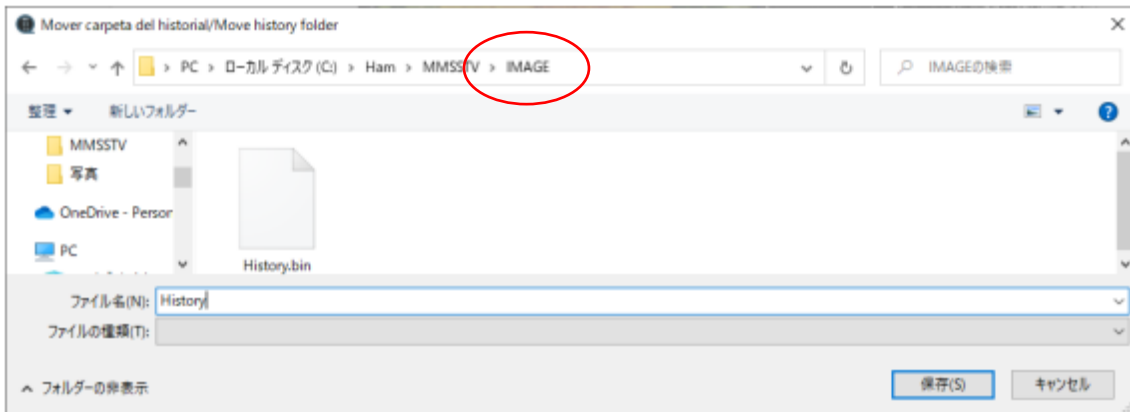 Mover carpeta del historial/Move history folder
PC > ローカル ディスク (C:) > Ham > MMSSTV > IMAGE
IMAGEの検索
整理 新しいフォルダー
MMSSTV
写真
OneDrive - Person
PC
History.bin
ファイル名(N): History
ファイルの種類(T):
フォルダーの非表示
保存(S) キャンセル